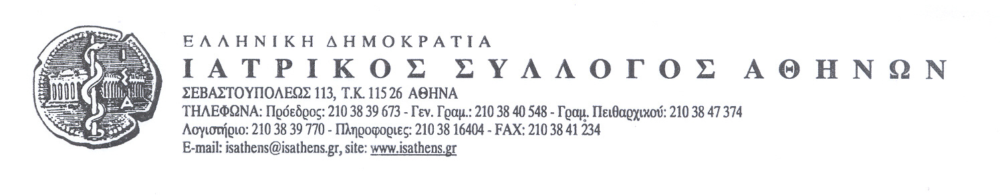 ΕΛΛΗΝΙΚΗ ΔΗΜΟΚΡΑΤΙΑ
ΙΑΤΡΙΚΟΣ ΣΥΛΛΟΓΟΣ ΑΘΗΝΩΝ
ΣΕΒΑΣΤΟΥΠΟΛΕΩΣ 113, Τ.Κ. 115 26 ΑΘΗΝΑ
ΤΗΛΕΦΩΝΑ: Πρόεδρος: 210 38 39 673 - Γεν. Γραμ.: 210 38 40 548 - Γραμ. Πειθαρχικού: 210 38 47 374
Λογιστήριο: 210 38 39 770 - Πληροφοριες: 210 38 16404 - FAX: 210 38 41 234
E-mail: isathens@isathens.gr, site: www.isathens.gr
Ι Σ Α